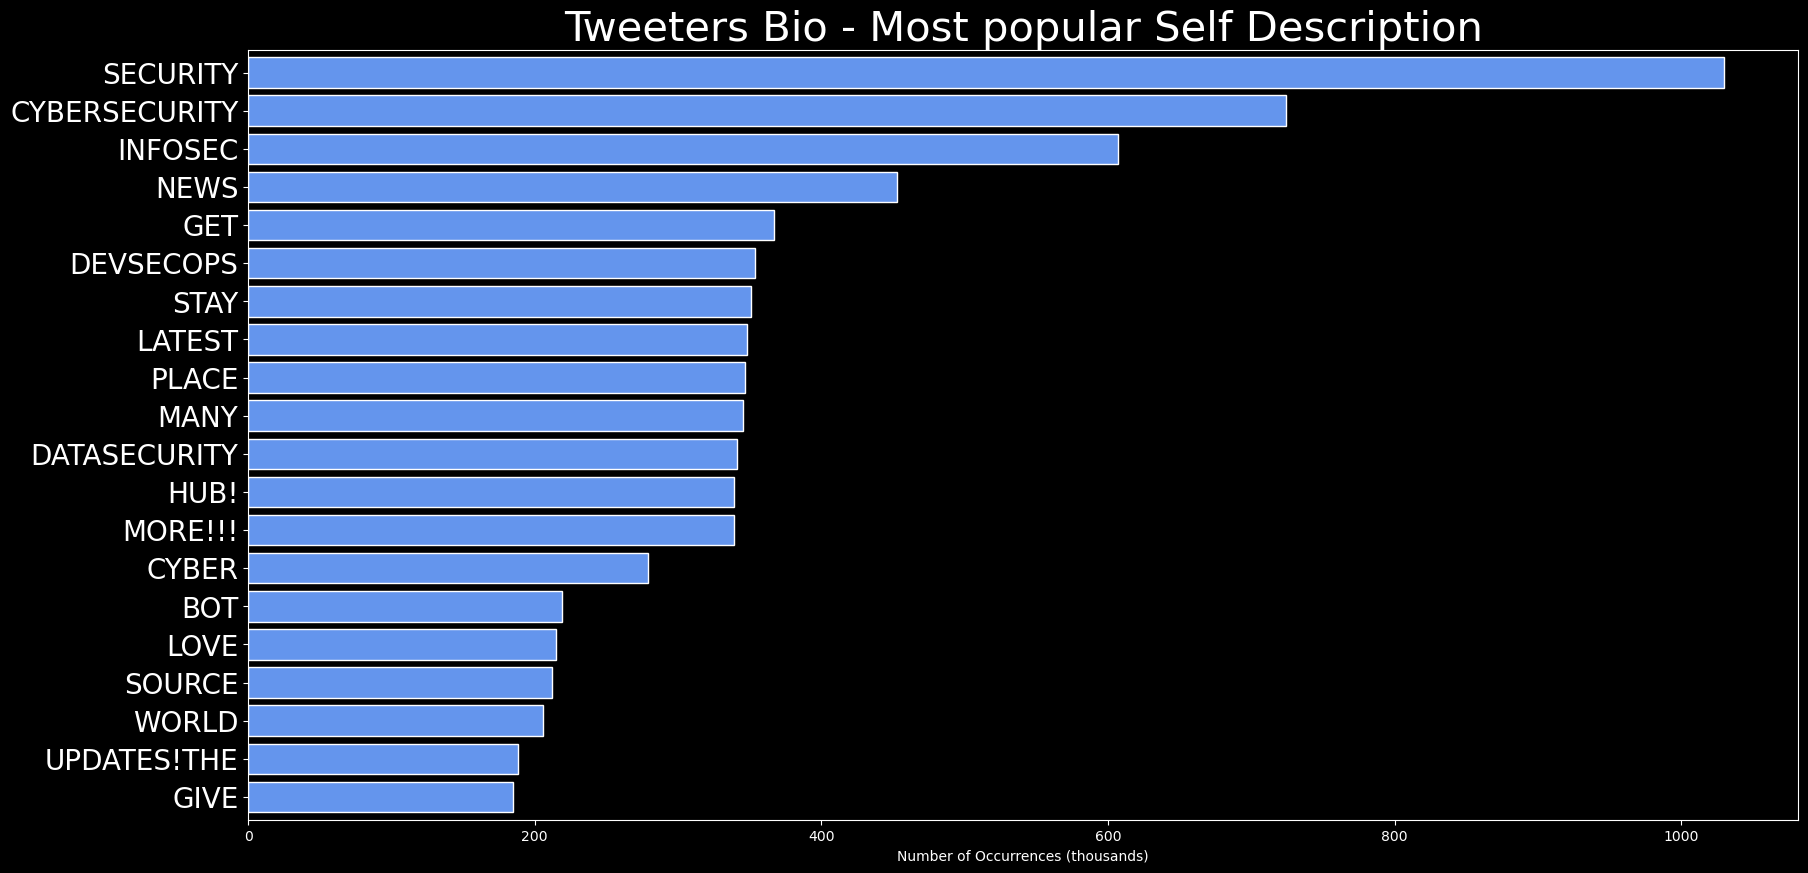 Tweeters Bio - Most popular Self Description
SECURITY
CYBERSECURITY
INFOSEC
NEWS
GET
DEVSECOPS
STAY
LATEST
PLACE
MANY
DATASECURITY
HUB!
MORE!!!
CYBER
BOT
LOVE
SOURCE
WORLD
UPDATES!THE
GIVE
0 200 400 600 800 1000
Number of Occurrences (thousands)